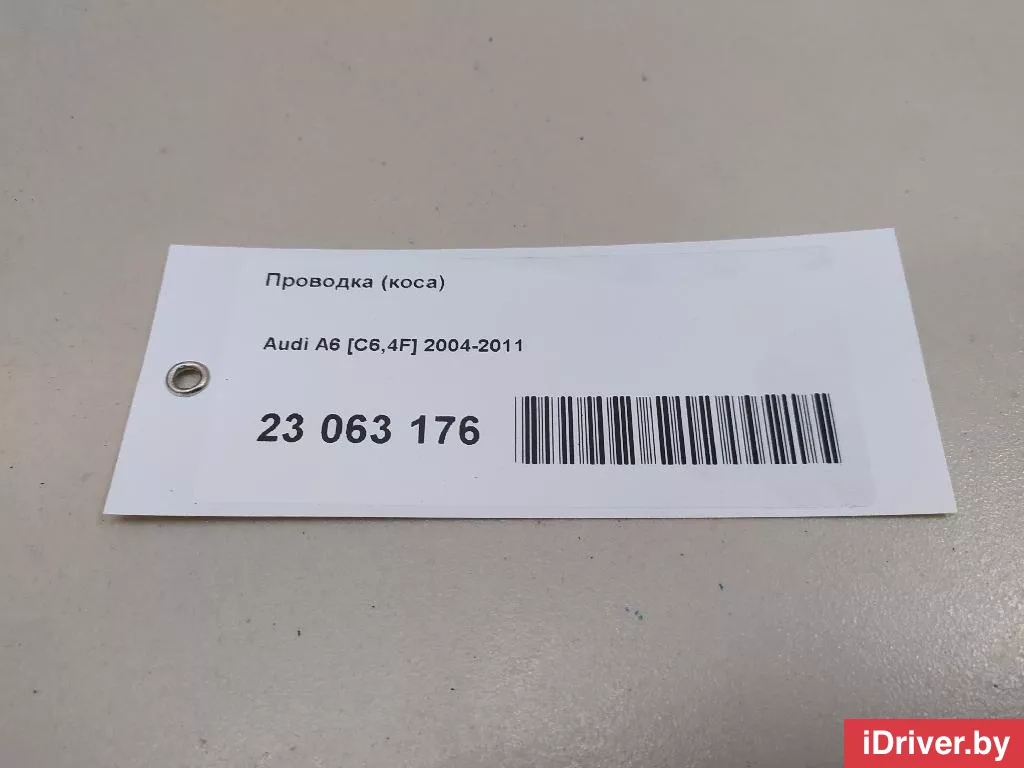 Проводка (коса)
Audi A6 [C6,4F] 2004-2011
23 063 176
iDriver.by